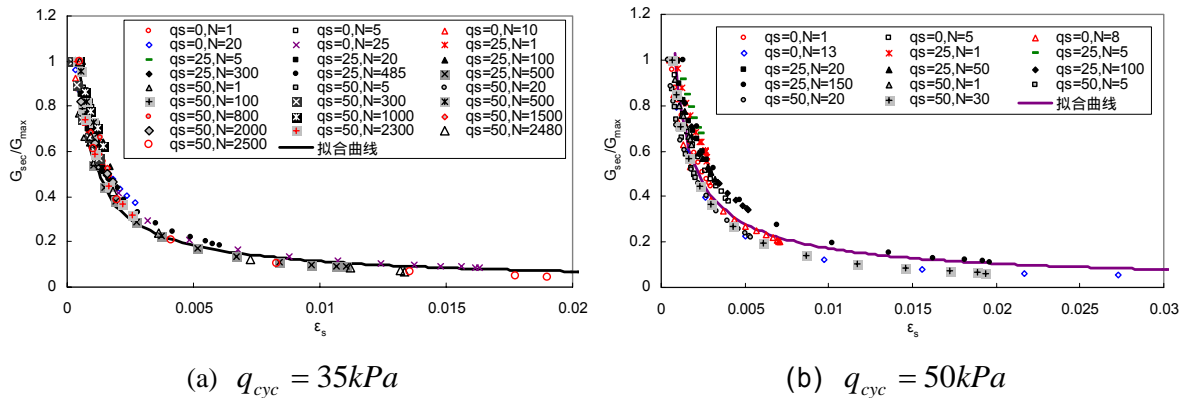 qs=0,N=1 qs=0,N=5 qs=0,N=10
qs=0,N=20 qs=0,N=25 qs=25,N=1
qs=25,N=5 qs=25,N=20 qs=25,N=100
qs=25,N=300 qs=25,N=485 qs=25,N=500
qs=50,N=1 qs=50,N=5 qs=50,N=20
qs=50,N=100 qs=50,N=300 qs=50,N=500
qs=50,N=800 qs=50,N=1000 qs=50,N=1500
qs=50,N=2000 qs=50,N=2300 qs=50,N=2480
qs=50,N=2500 拟合曲线
1.2
1
0.8
0.6
0.4
0.2
0
G_sec/G_max
0 0.005 0.01 0.015 0.02
ε_s
(a) q_cyc = 35kPa
qs=0,N=1 qs=0,N=5 qs=0,N=8
qs=0,N=13 qs=25,N=1 qs=25,N=5
qs=25,N=20 qs=25,N=50 qs=25,N=100
qs=25,N=150 qs=50,N=1 qs=50,N=5
qs=50,N=20 qs=50,N=30 拟合曲线
1.2
1
0.8
0.6
0.4
0.2
0
G_sec/G_max
0 0.005 0.01 0.015 0.02 0.025 0.03
ε_s
(b) q_cyc = 50kPa